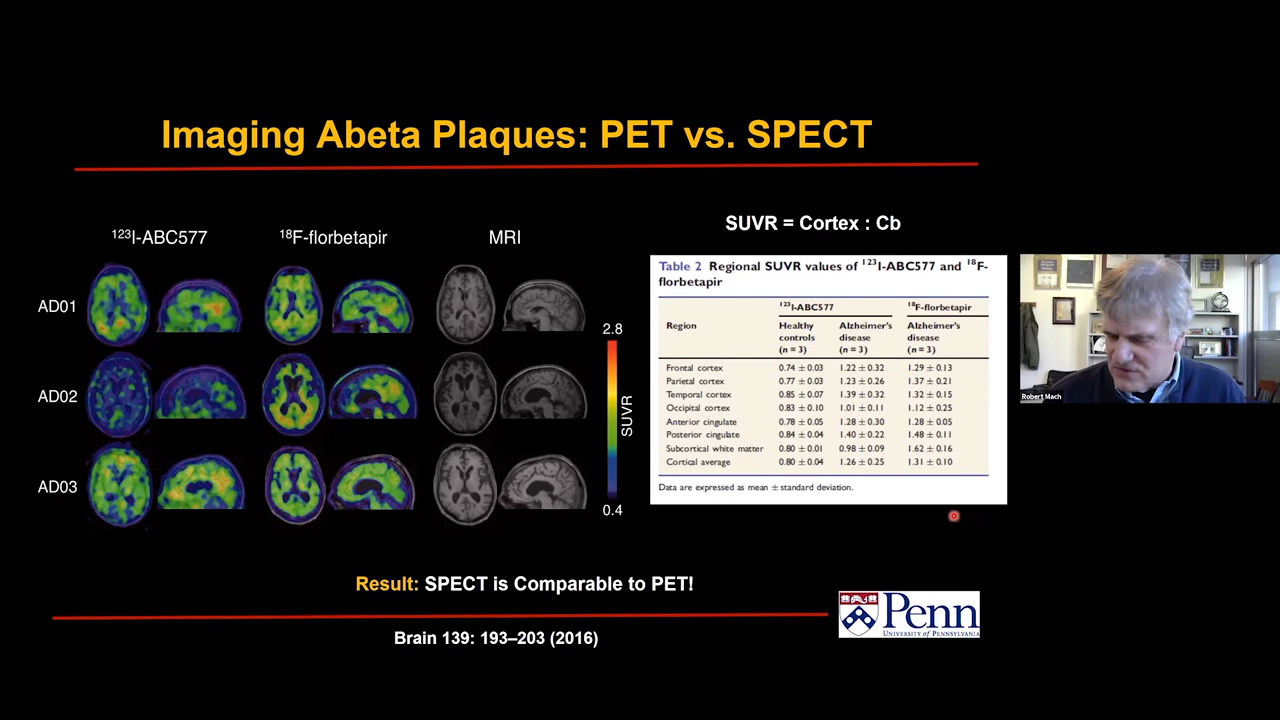 Imaging Abeta Plaques: PET vs. SPECT
¹²³I-ABC577
¹⁸F-florbetapir
MRI
AD01
AD02
AD03
2.8
SUVR
0.4
SUVR = Cortex : Cb
Table 2 Regional SUVR values of ¹²³I-ABC577 and ¹⁸F-
florbetapir
¹²³I-ABC577 ¹⁸F-florbetapir
Region Healthy Alzheimer's Alzheimer's
controls disease disease
(n = 3) (n = 3) (n = 3)
Frontal cortex 0.74 ± 0.03 1.22 ± 0.32 1.29 ± 0.13
Parietal cortex 0.77 ± 0.03 1.23 ± 0.26 1.37 ± 0.21
Temporal cortex 0.85 ± 0.07 1.39 ± 0.32 1.32 ± 0.15
Occipital cortex 0.83 ± 0.10 1.01 ± 0.11 1.12 ± 0.25
Anterior cingulate 0.78 ± 0.05 1.28 ± 0.30 1.28 ± 0.05
Posterior cingulate 0.84 ± 0.04 1.40 ± 0.22 1.48 ± 0.11
Subcortical white matter 0.80 ± 0.01 0.98 ± 0.09 1.62 ± 0.16
Cortical average 0.80 ± 0.04 1.26 ± 0.25 1.31 ± 0.10
Data are expressed as mean ± standard deviation.
Robert Mach
Result: SPECT is Comparable to PET!
Penn
UNIVERSITY OF PENNSYLVANIA
Brain 139: 193–203 (2016)